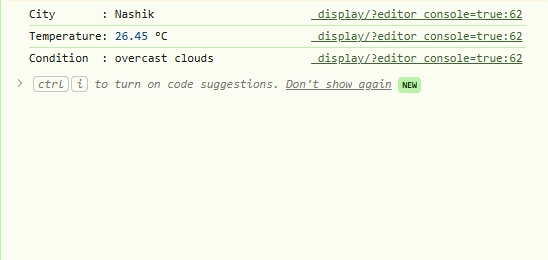 City       : Nashik _display/?editor_console=true:62
Temperature: 26.45 °C _display/?editor_console=true:62
Condition  : overcast clouds _display/?editor_console=true:62
> ctrl i to turn on code suggestions. Don't show again NEW